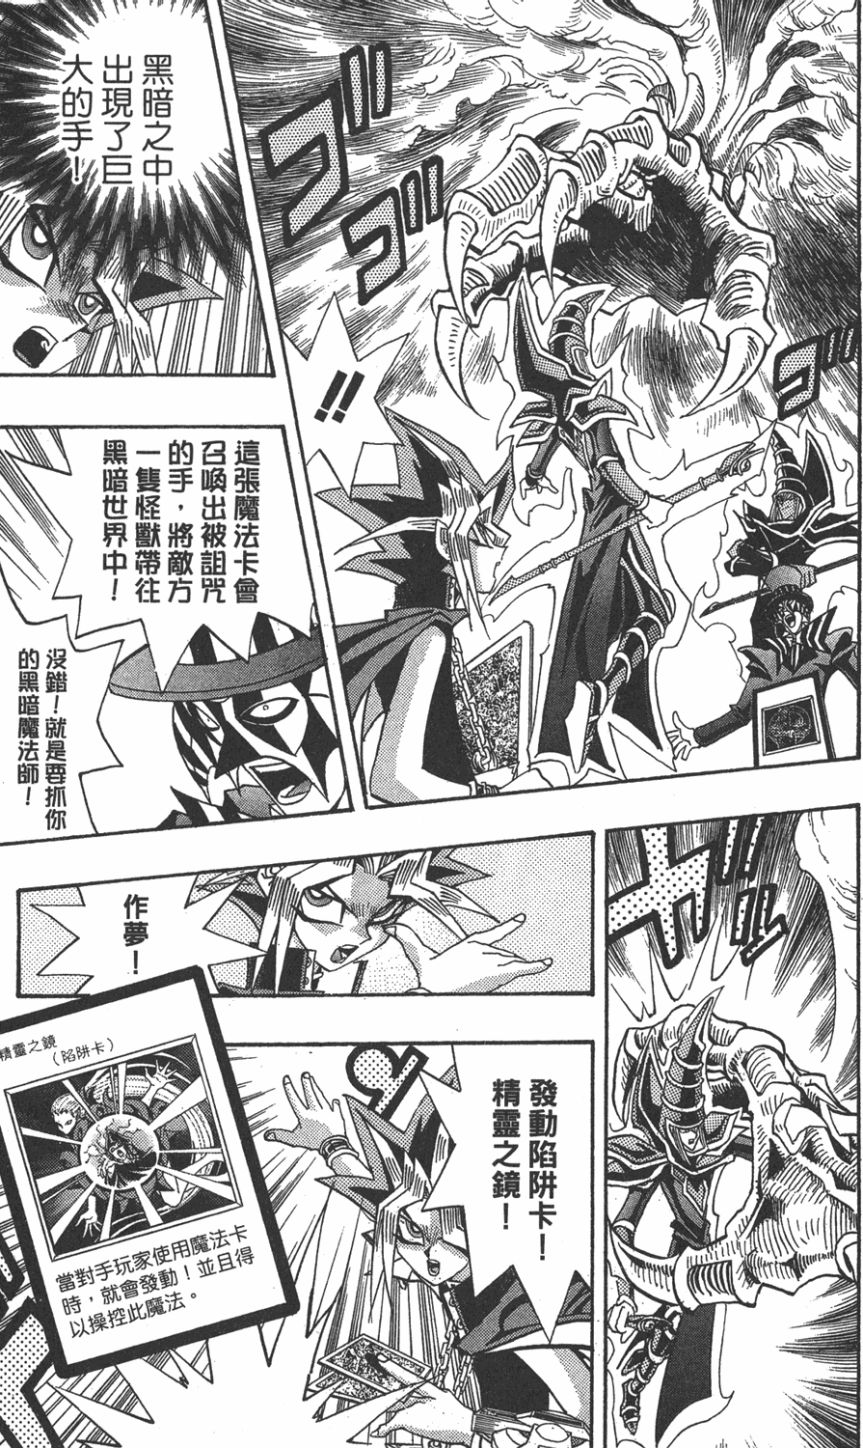 ゴゴ
ゴゴ
ゴゴ
!!
黑暗之中
出現了巨
大的手！
這張魔法卡會
召喚出被詛咒
的手，將敵方
一隻怪獸帶往
黑暗世界中！
沒錯！就是要抓你
的黑暗魔法師！
作夢！
發動陷阱卡！
精靈之鏡！
精靈之鏡
（陷阱卡）
當對手玩家使用魔法卡
時，就會發動！並且得
以操控此魔法。